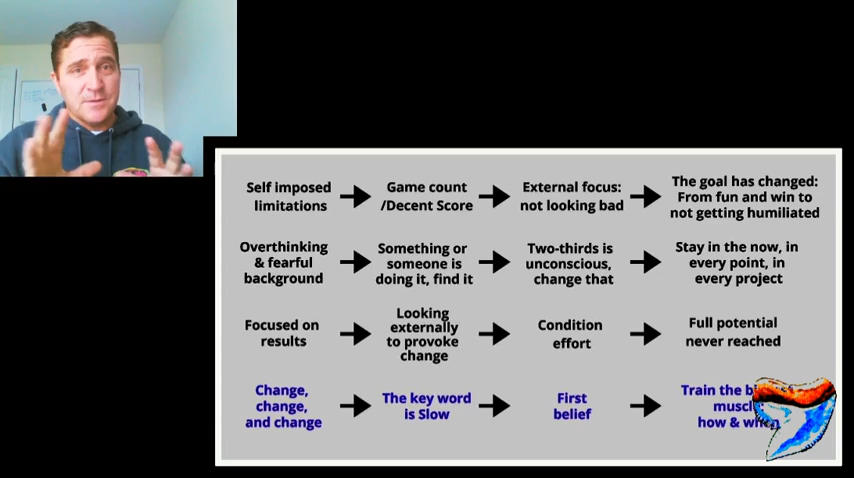 Self imposed
limitations
Game count
/Decent Score
External focus:
not looking bad
The goal has changed:
From fun and win to
not getting humiliated
Overthinking
& fearful
background
Something or
someone is
doing it, find it
Two-thirds is
unconscious,
change that
Stay in the now, in
every point, in
every project
Focused on
results
Looking
externally
to provoke
change
Condition
effort
Full potential
never reached
Change,
change,
and change
The key word
is Slow
First
belief
Train the
how &